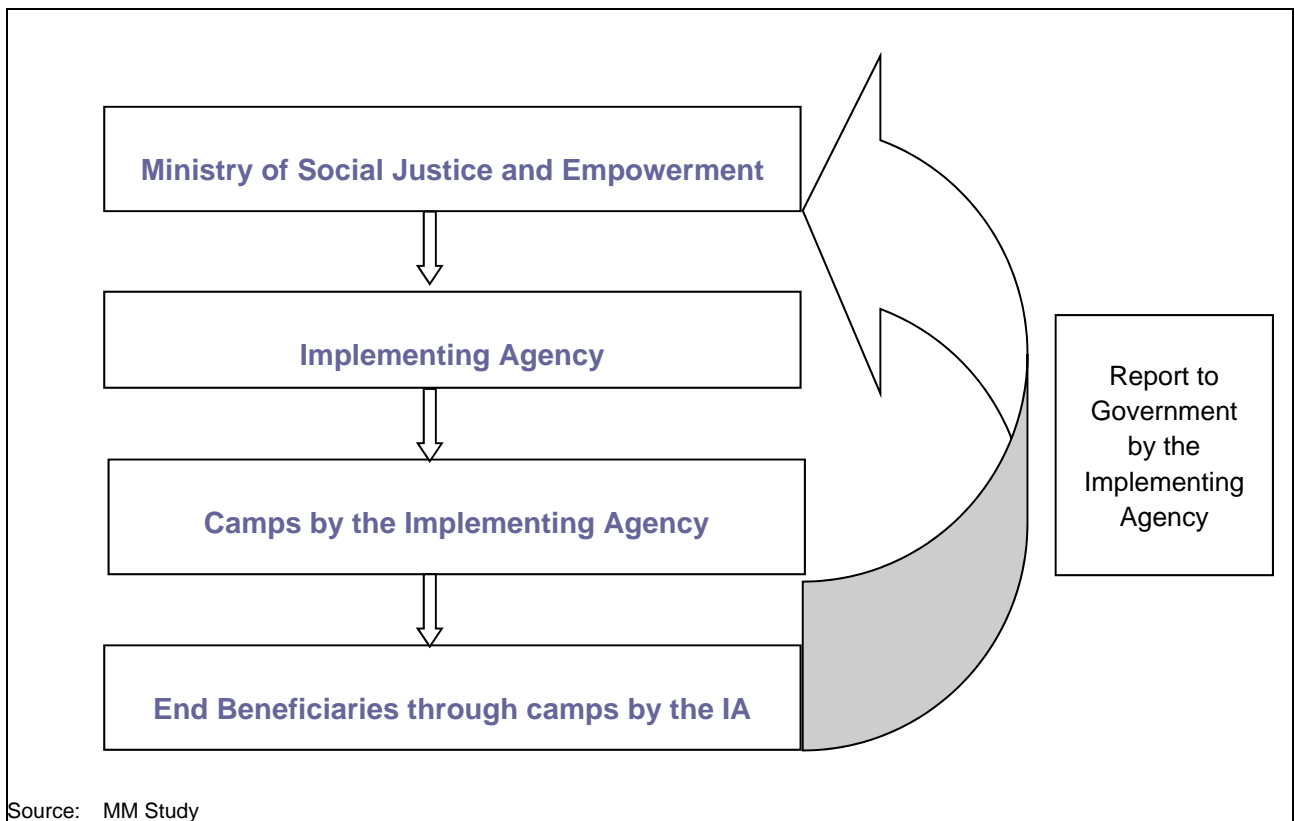 Ministry of Social Justice and Empowerment
Implementing Agency
Camps by the Implementing Agency
End Beneficiaries through camps by the IA
Report to
Government
by the
Implementing
Agency
Source: MM Study